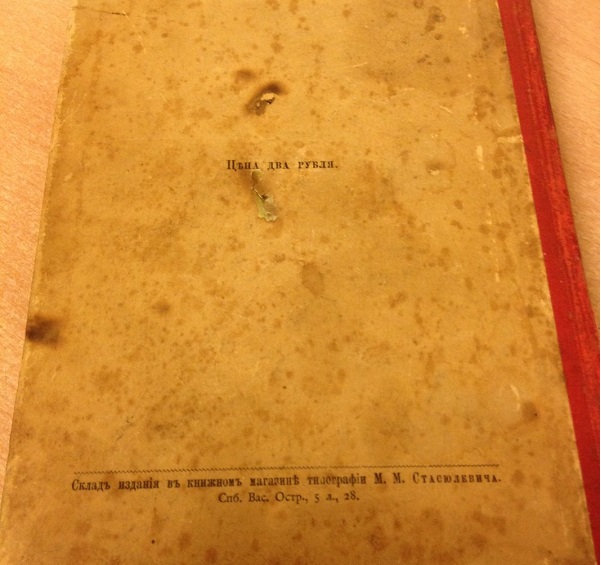 Цѣна два рубля.
Складъ изданія въ книжномъ магазинѣ типографіи М. М. Стасюлевича.
Спб. Вас. Остр., 5 л., 28.